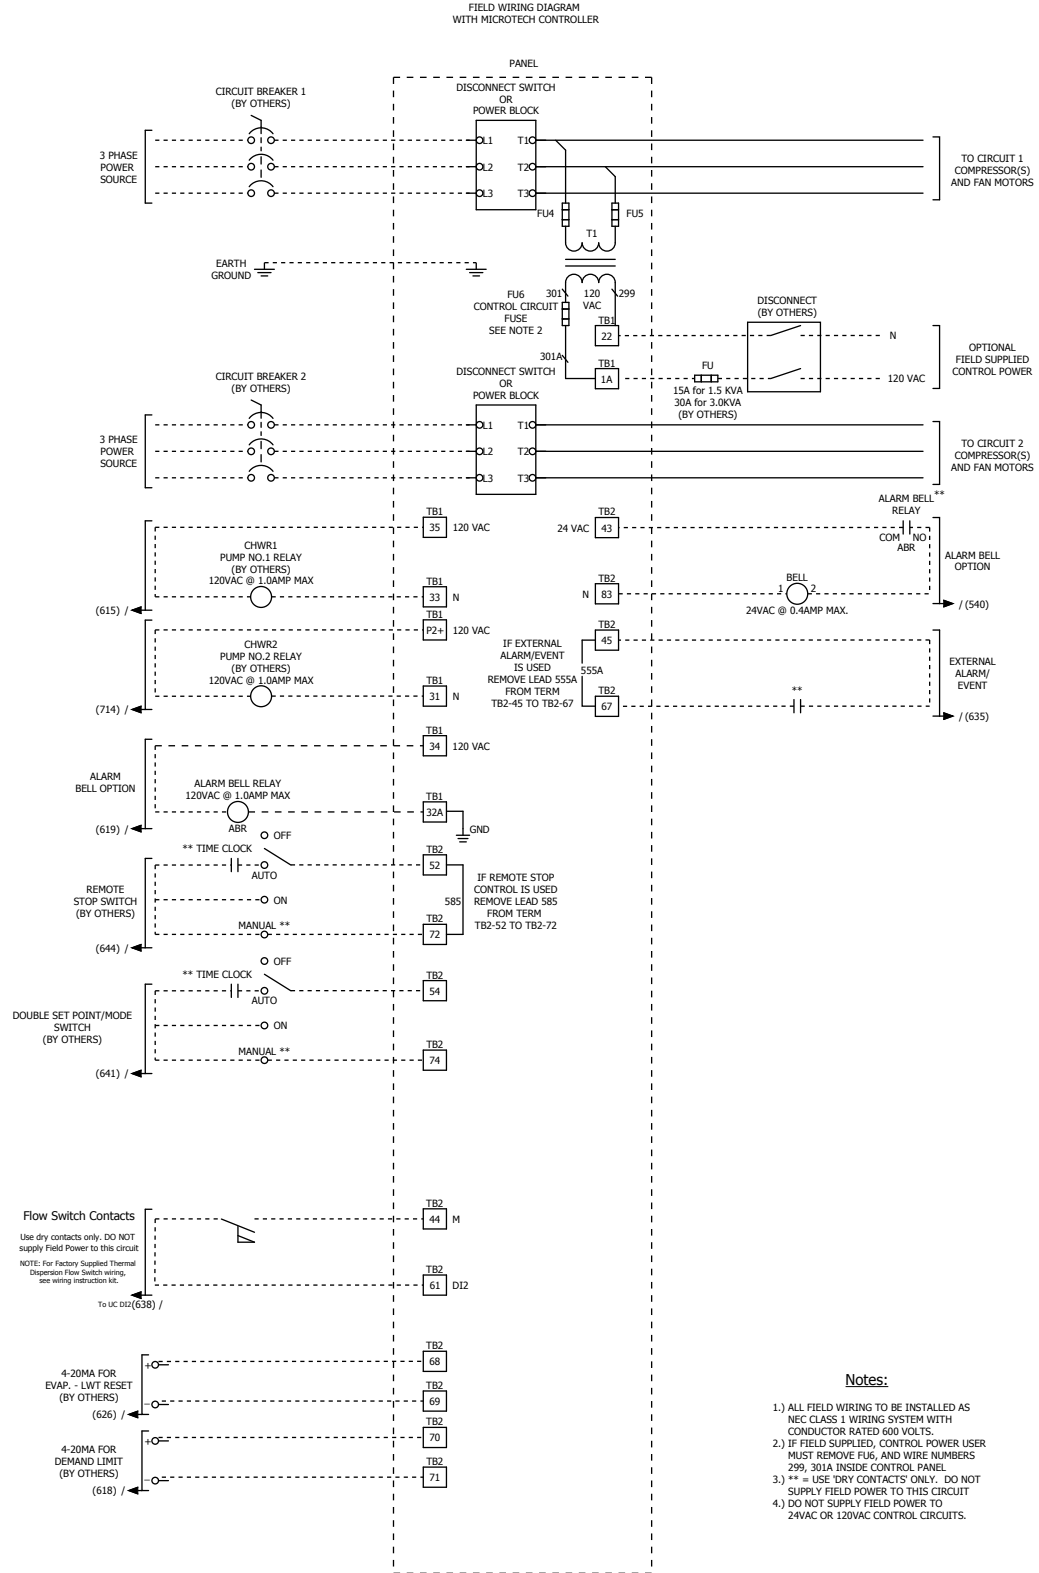 FIELD WIRING DIAGRAM
WITH MICROTECH CONTROLLER
PANEL
CIRCUIT BREAKER 1
(BY OTHERS)
DISCONNECT SWITCH
OR
POWER BLOCK
3 PHASE
POWER
SOURCE
L1
T1
L2
T2
L3
T3
TO CIRCUIT 1
COMPRESSOR(S)
AND FAN MOTORS
FU4
FU5
T1
EARTH
GROUND
FU6
CONTROL CIRCUIT
FUSE
SEE NOTE 2
301
120
VAC
299
TB1
22
301A
TB1
1A
DISCONNECT
(BY OTHERS)
FU
15A for 1.5 KVA
30A for 3.0KVA
(BY OTHERS)
N
120 VAC
OPTIONAL
FIELD SUPPLIED
CONTROL POWER
CIRCUIT BREAKER 2
(BY OTHERS)
DISCONNECT SWITCH
OR
POWER BLOCK
3 PHASE
POWER
SOURCE
L1
T1
L2
T2
L3
T3
TO CIRCUIT 2
COMPRESSOR(S)
AND FAN MOTORS
TB1
35 120 VAC
CHWR1
PUMP NO.1 RELAY
(BY OTHERS)
120VAC @ 1.0AMP MAX
TB1
33 N
(615) /
TB1
P2+ 120 VAC
CHWR2
PUMP NO.2 RELAY
(BY OTHERS)
120VAC @ 1.0AMP MAX
TB1
31 N
(714) /
TB2
24 VAC 43
ALARM BELL**
RELAY
COM NO
ABR
ALARM BELL
OPTION
TB2
N 83
BELL
1 2
24VAC @ 0.4AMP MAX.
/ (540)
IF EXTERNAL
ALARM/EVENT
IS USED
REMOVE LEAD 555A
FROM TERM
TB2-45 TO TB2-67
TB2
45
555A
TB2
67
**
EXTERNAL
ALARM/
EVENT
/ (635)
TB1
34 120 VAC
ALARM
BELL OPTION
ALARM BELL RELAY
120VAC @ 1.0AMP MAX
ABR
TB1
32A
GND
(619) /
OFF
** TIME CLOCK
AUTO
TB2
52
REMOTE
STOP SWITCH
(BY OTHERS)
ON
MANUAL **
TB2
72
585
IF REMOTE STOP
CONTROL IS USED
REMOVE LEAD 585
FROM TERM
TB2-52 TO TB2-72
(644) /
OFF
** TIME CLOCK
AUTO
TB2
54
DOUBLE SET POINT/MODE
SWITCH
(BY OTHERS)
ON
MANUAL **
TB2
74
(641) /
Flow Switch Contacts
Use dry contacts only. DO NOT
supply Field Power to this circuit
NOTE: For Factory Supplied Thermal
Dispersion Flow Switch wiring,
see wiring instruction kit.
TB2
44 M
TB2
61 DI2
To UC DI2(638) /
4-20MA FOR
EVAP. - LWT RESET
(BY OTHERS)
+
−
TB2
68
TB2
69
(626) /
4-20MA FOR
DEMAND LIMIT
(BY OTHERS)
+
−
TB2
70
TB2
71
(618) /
Notes:
1.) ALL FIELD WIRING TO BE INSTALLED AS
NEC CLASS 1 WIRING SYSTEM WITH
CONDUCTOR RATED 600 VOLTS.
2.) IF FIELD SUPPLIED, CONTROL POWER USER
MUST REMOVE FU6, AND WIRE NUMBERS
299, 301A INSIDE CONTROL PANEL
3.) ** = USE 'DRY CONTACTS' ONLY. DO NOT
SUPPLY FIELD POWER TO THIS CIRCUIT
4.) DO NOT SUPPLY FIELD POWER TO
24VAC OR 120VAC CONTROL CIRCUITS.